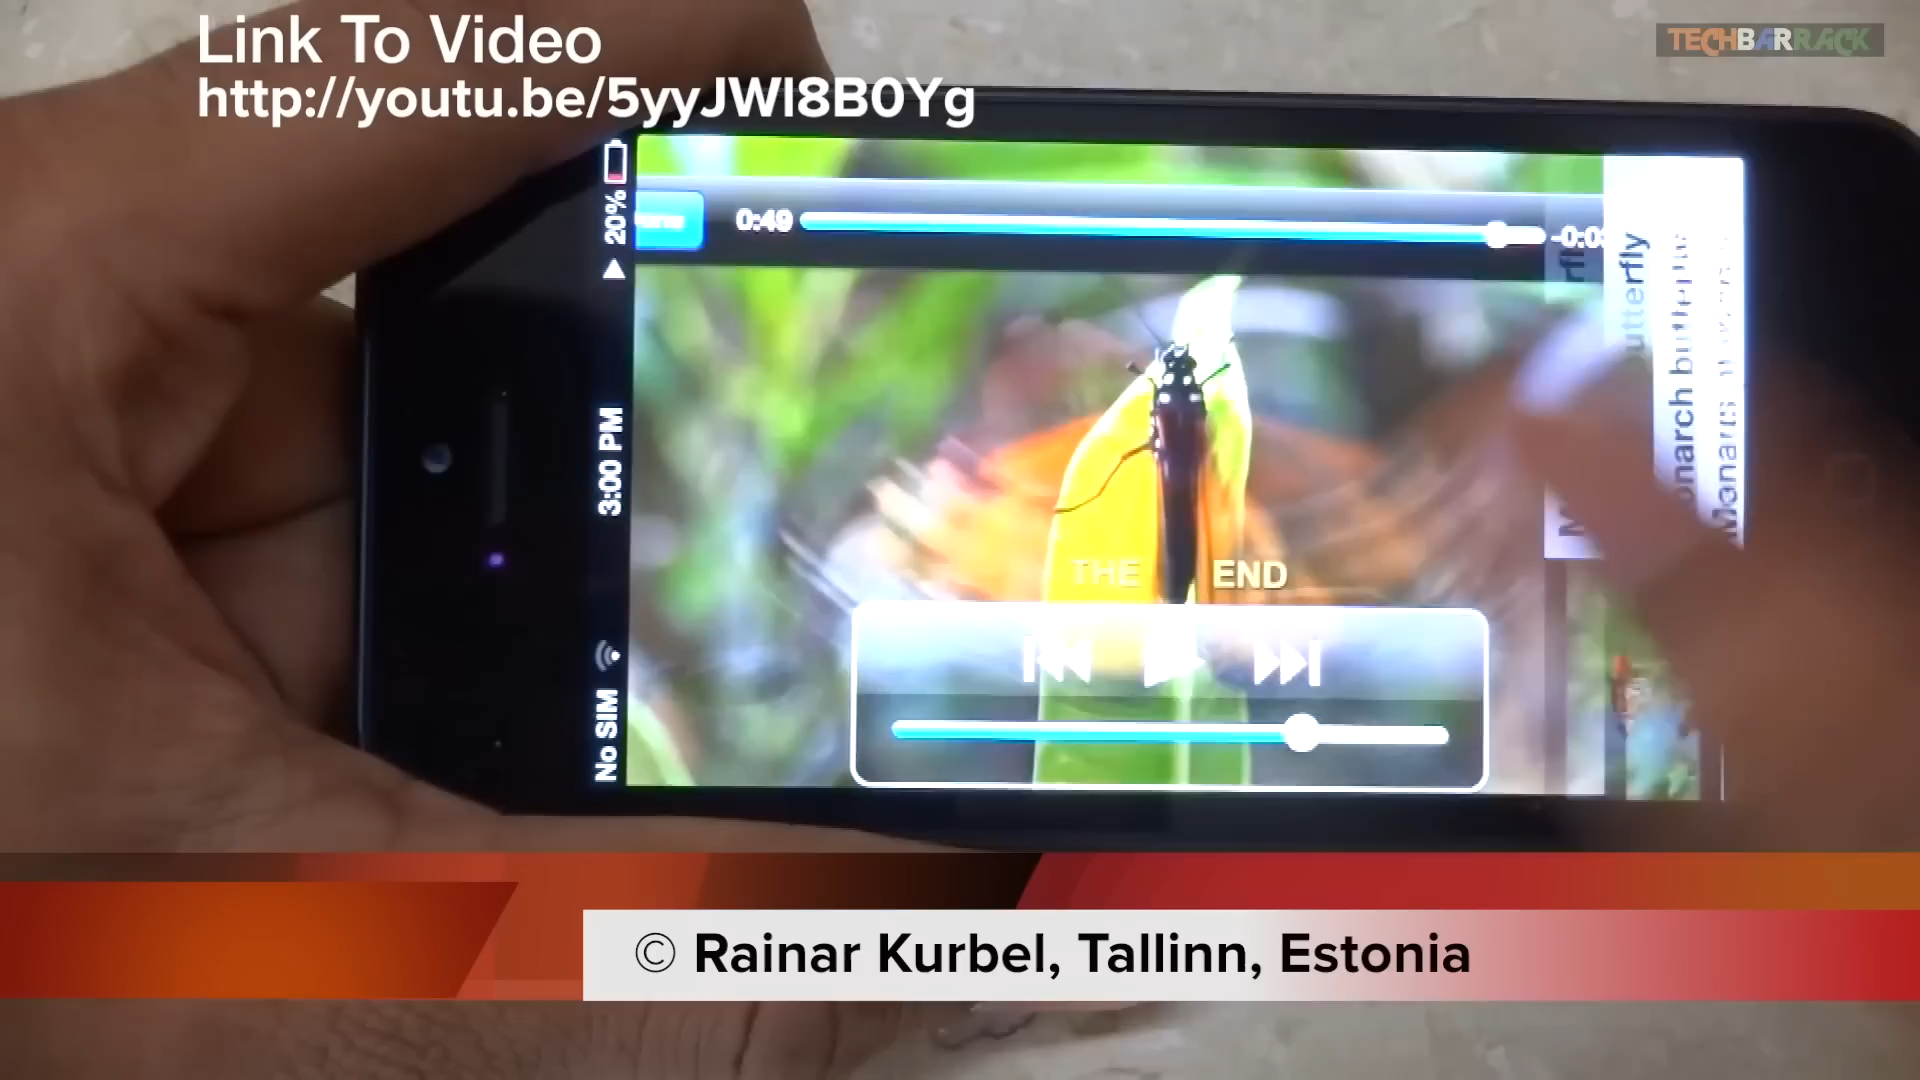 Link To Video
http://youtu.be/5yyJWI8B0Yg
TECHBARRACK
20%
3:00 PM
No SIM
0:49
THE END
© Rainar Kurbel, Tallinn, Estonia